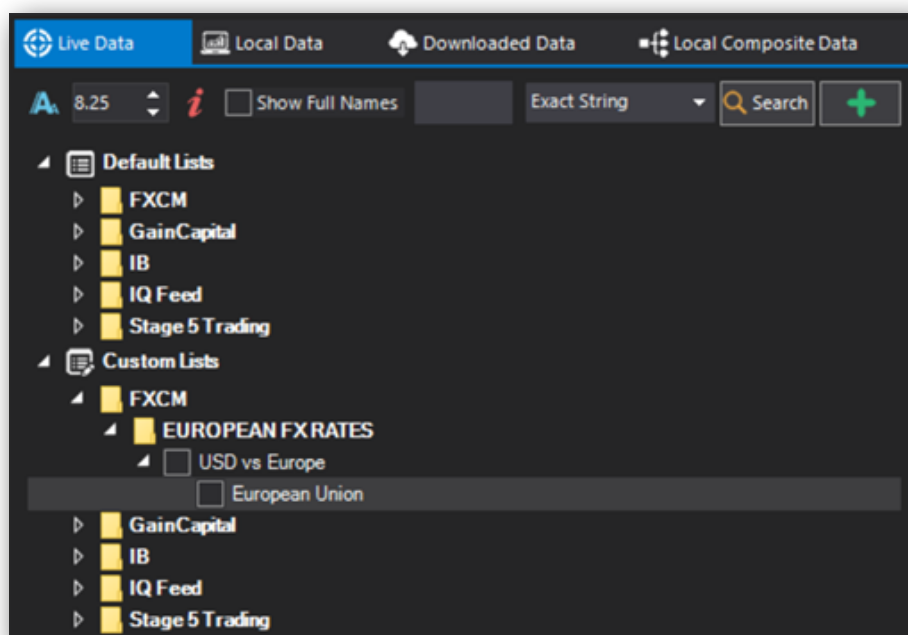 Live Data Local Data Downloaded Data Local Composite Data
A 8.25 i Show Full Names Exact String Search
Default Lists
FXCM
GainCapital
IB
IQ Feed
Stage 5 Trading
Custom Lists
FXCM
EUROPEAN FX RATES
USD vs Europe
European Union
GainCapital
IB
IQ Feed
Stage 5 Trading